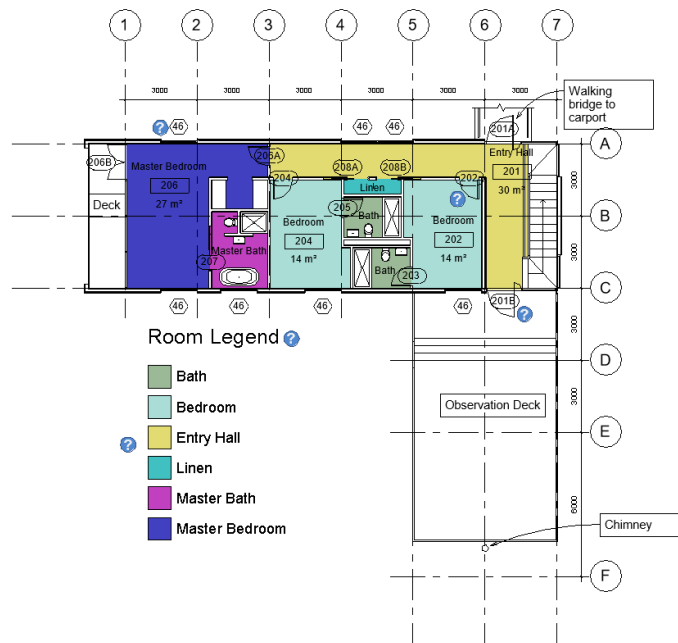 1 2 3 4 5 6 7
3000 3000 3000 3000 3000 3000
Walking
bridge to
carport
? 46 46 46 201A
A
206B Master Bedroom 206A 208A 208B Entry Hall
206 204 Linen 202 201
27 m² 30 m²
3000
Deck
205 ?
B
Bedroom Bath Bedroom
204 202
Master Bath
14 m² 14 m²
207
3000
Bath 203
C
201B
46 46 46 46 ?
Room Legend ?
3000
D
Bath
Bedroom
Observation Deck
3000
E
? Entry Hall
Linen
Master Bath
6000
Master Bedroom
Chimney
F